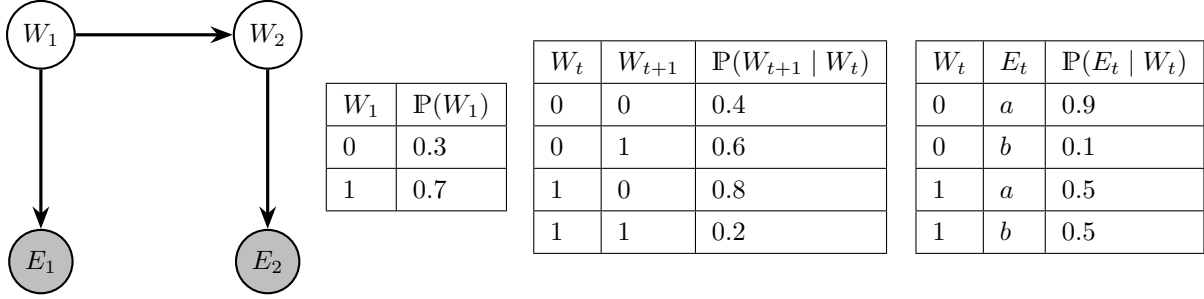 W₁ W₂
E₁ E₂
W₁ ℙ(W₁)
0 0.3
1 0.7
Wₜ Wₜ₊₁ ℙ(Wₜ₊₁ | Wₜ)
0 0 0.4
0 1 0.6
1 0 0.8
1 1 0.2
Wₜ Eₜ ℙ(Eₜ | Wₜ)
0 a 0.9
0 b 0.1
1 a 0.5
1 b 0.5